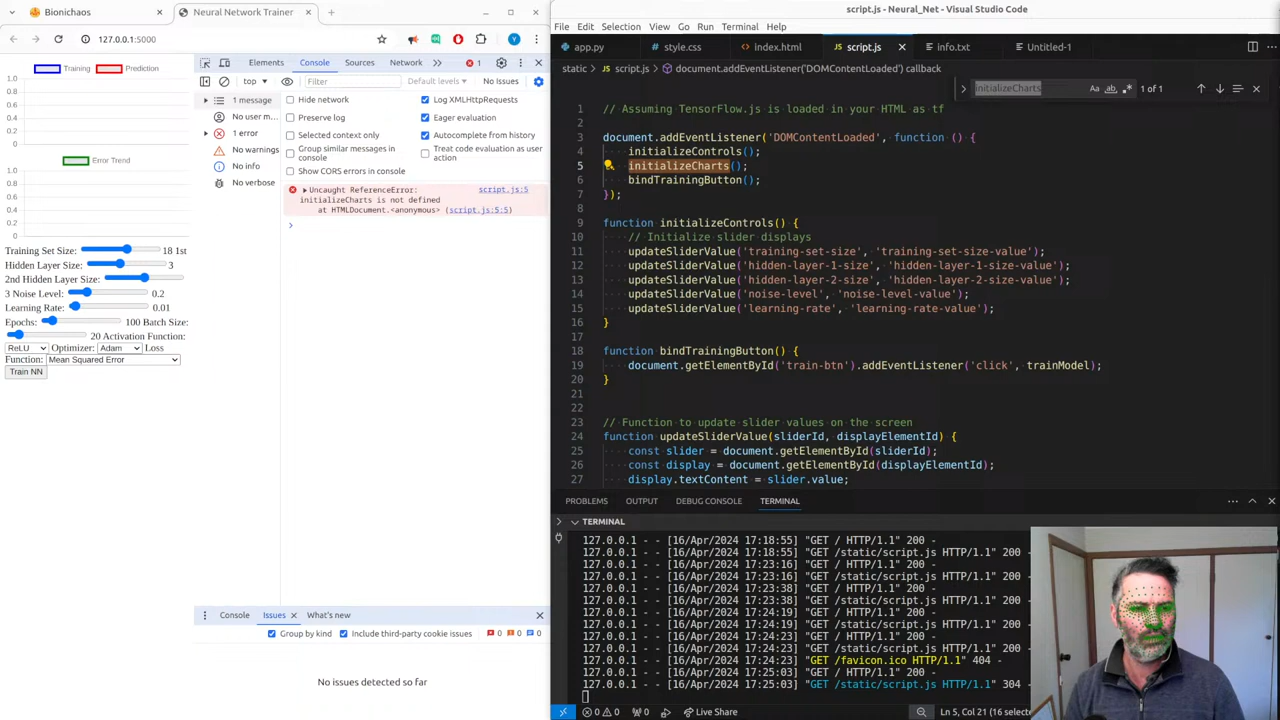 Bionichaos
Neural Network Trainer
script.js - Neural_Net - Visual Studio Code
127.0.0.1:5000
Y
File Edit Selection View Go Run Terminal Help
app.py
style.css
index.html
script.js
info.txt
Untitled-1
static > script.js > document.addEventListener('DOMContentLoaded') callback
initializeCharts
Aa ab 1 of 1
Elements Console Sources Network 1
top Filter Default levels No Issues
1 message
No user m...
1 error
No warnings
No info
No verbose
Hide network
Preserve log
Selected context only
Group similar messages in console
Show CORS errors in console
Log XMLHttpRequests
Eager evaluation
Autocomplete from history
Treat code evaluation as user action
Uncaught ReferenceError: script.js:5
initializeCharts is not defined
at HTMLDocument.<anonymous> (script.js:5:5)
Training Prediction
1.0
0.8
0.6
0.4
0.2
0
Error Trend
1.0
0.8
0.6
0.4
0.2
0
Training Set Size: 18 1st
Hidden Layer Size: 3
2nd Hidden Layer Size:
3 Noise Level: 0.2
Learning Rate: 0.01
Epochs: 100 Batch Size:
20 Activation Function:
ReLU Optimizer: Adam Loss
Function: Mean Squared Error
Train NN
1 // Assuming TensorFlow.js is loaded in your HTML as tf
2
3 document.addEventListener('DOMContentLoaded', function () {
4 initializeControls();
5 initializeCharts();
6 bindTrainingButton();
7 });
8
9 function initializeControls() {
10 // Initialize slider displays
11 updateSliderValue('training-set-size', 'training-set-size-value');
12 updateSliderValue('hidden-layer-1-size', 'hidden-layer-1-size-value');
13 updateSliderValue('hidden-layer-2-size', 'hidden-layer-2-size-value');
14 updateSliderValue('noise-level', 'noise-level-value');
15 updateSliderValue('learning-rate', 'learning-rate-value');
16 }
17
18 function bindTrainingButton() {
19 document.getElementById('train-btn').addEventListener('click', trainModel);
20 }
21
22
23 // Function to update slider values on the screen
24 function updateSliderValue(sliderId, displayElementId) {
25 const slider = document.getElementById(sliderId);
26 const display = document.getElementById(displayElementId);
27 display.textContent = slider.value;
PROBLEMS OUTPUT DEBUG CONSOLE TERMINAL
TERMINAL
127.0.0.1 - - [16/Apr/2024 17:18:55] "GET / HTTP/1.1" 200 -
127.0.0.1 - - [16/Apr/2024 17:18:55] "GET /static/script.js HTTP/1.1" 200 -
127.0.0.1 - - [16/Apr/2024 17:23:16] "GET / HTTP/1.1" 200 -
127.0.0.1 - - [16/Apr/2024 17:23:16] "GET /static/script.js HTTP/1.1" 200 -
127.0.0.1 - - [16/Apr/2024 17:23:38] "GET / HTTP/1.1" 200 -
127.0.0.1 - - [16/Apr/2024 17:23:38] "GET /static/script.js HTTP/1.1" 200 -
127.0.0.1 - - [16/Apr/2024 17:24:19] "GET / HTTP/1.1" 200 -
127.0.0.1 - - [16/Apr/2024 17:24:19] "GET /static/script.js HTTP/1.1" 200 -
127.0.0.1 - - [16/Apr/2024 17:24:23] "GET / HTTP/1.1" 200 -
127.0.0.1 - - [16/Apr/2024 17:24:23] "GET /static/script.js HTTP/1.1" 200 -
127.0.0.1 - - [16/Apr/2024 17:24:23] "GET /favicon.ico HTTP/1.1" 404 -
127.0.0.1 - - [16/Apr/2024 17:25:03] "GET / HTTP/1.1" 200 -
127.0.0.1 - - [16/Apr/2024 17:25:03] "GET /static/script.js HTTP/1.1" 304 -
Console Issues What's new
Group by kind Include third-party cookie issues 0 0 0
No issues detected so far
0 0 0 Live Share Ln 5, Col 21 (16 selecte